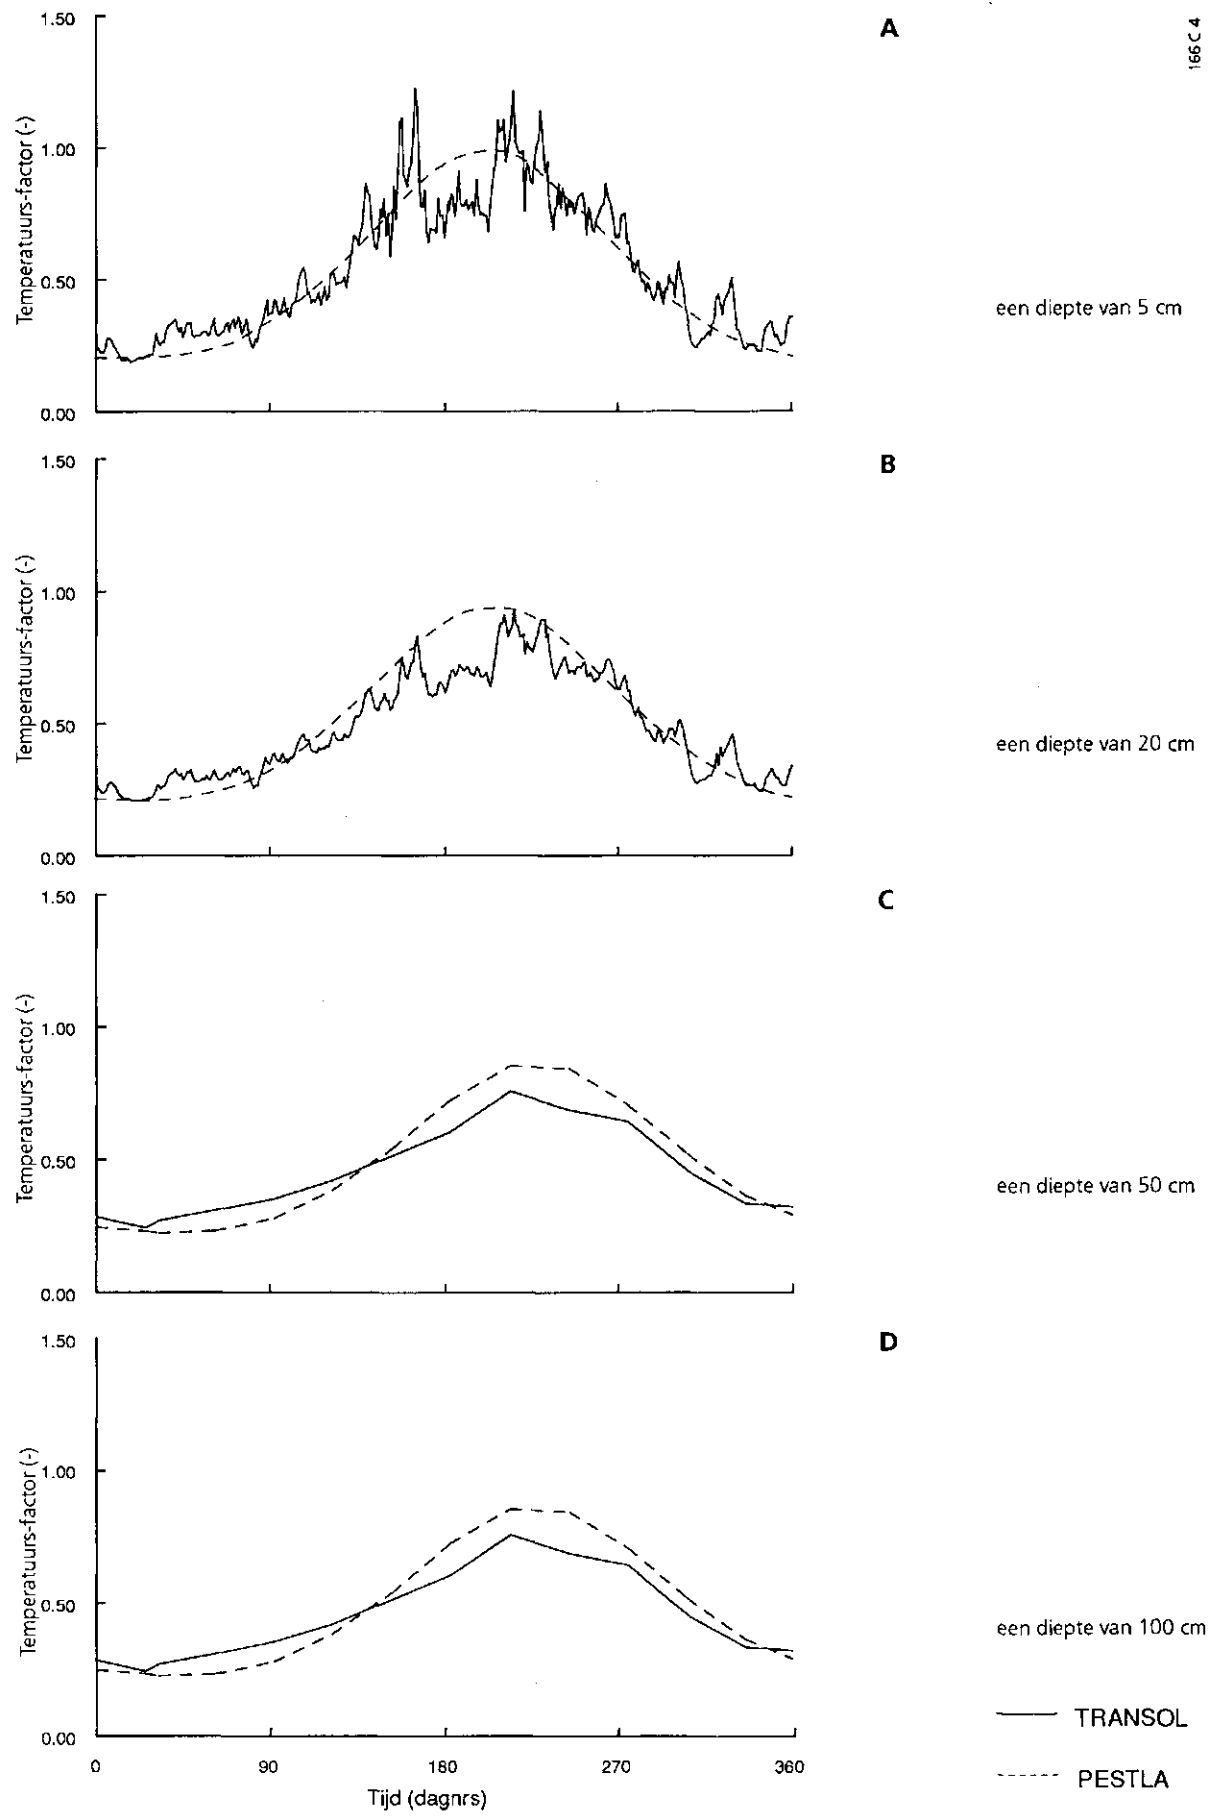 166 C 4
A
1.50
1.00
0.50
0.00
Temperatuurs-factor (-)
een diepte van 5 cm
B
1.50
1.00
0.50
0.00
Temperatuurs-factor (-)
een diepte van 20 cm
C
1.50
1.00
0.50
0.00
Temperatuurs-factor (-)
een diepte van 50 cm
D
1.50
1.00
0.50
0.00
Temperatuurs-factor (-)
een diepte van 100 cm
0 90 180 270 360
Tijd (dagnrs)
TRANSOL
PESTLA